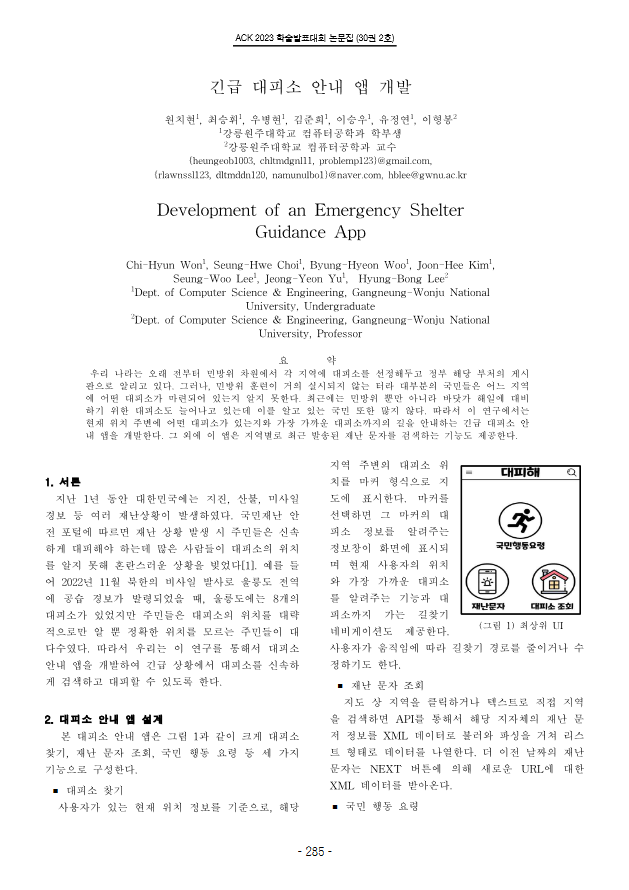 ACK 2023 학술발표대회 논문집 (30권 2호)
긴급 대피소 안내 앱 개발
원치현1, 최승휘1, 우병현1, 김준희1, 이승우1, 유정연1, 이형봉2
1강릉원주대학교 컴퓨터공학과 학부생
2강릉원주대학교 컴퓨터공학과 교수
(heungeob1003, chltmdgnl11, problemp123)@gmail.com,
(rlawnssl123, dltmddn120, namunulbo1)@naver.com, hblee@gwnu.ac.kr
Development of an Emergency Shelter
Guidance App
Chi-Hyun Won1, Seung-Hwe Choi1, Byung-Hyeon Woo1, Joon-Hee Kim1,
Seung-Woo Lee1, Jeong-Yeon Yu1, Hyung-Bong Lee2
1Dept. of Computer Science & Engineering, Gangneung-Wonju National
University, Undergraduate
2Dept. of Computer Science & Engineering, Gangneung-Wonju National
University, Professor
요 약
우리 나라는 오래 전부터 민방위 차원에서 각 지역에 대피소를 선정해두고 정부 해당 부처의 게시
판으로 알리고 있다. 그러나, 민방위 훈련이 거의 실시되지 않는 터라 대부분의 국민들은 어느 지역
에 어떤 대피소가 마련되어 있는지 알지 못한다. 최근에는 민방위 뿐만 아니라 바닷가 해일에 대비
하기 위한 대피소도 늘어나고 있는데 이를 알고 있는 국민 또한 많지 않다. 따라서 이 연구에서는
현재 위치 주변에 어떤 대피소가 있는지와 가장 가까운 대피소까지의 길을 안내하는 긴급 대피소 안
내 앱을 개발한다. 그 외에 이 앱은 지역별로 최근 발송된 재난 문자를 검색하는 기능도 제공한다.
1. 서론
지난 1년 동안 대한민국에는 지진, 산불, 미사일
경보 등 여러 재난상황이 발생하였다. 국민재난 안
전 포털에 따르면 재난 상황 발생 시 주민들은 신속
하게 대피해야 하는데 많은 사람들이 대피소의 위치
를 알지 못해 혼란스러운 상황을 빚었다[1]. 예를 들
어 2022년 11월 북한의 미사일 발사로 울릉도 전역
에 공습 경보가 발령되었을 때, 울릉도에는 8개의
대피소가 있었지만 주민들은 대피소의 위치를 대략
적으로만 알 뿐 정확한 위치를 모르는 주민들이 대
다수였다. 따라서 우리는 이 연구를 통해서 대피소
안내 앱을 개발하여 긴급 상황에서 대피소를 신속하
게 검색하고 대피할 수 있도록 한다.
2. 대피소 안내 앱 설계
본 대피소 안내 앱은 그림 1과 같이 크게 대피소
찾기, 재난 문자 조회, 국민 행동 요령 등 세 가지
기능으로 구성한다.
▪ 대피소 찾기
사용자가 있는 현재 위치 정보를 기준으로, 해당
지역 주변의 대피소 위
치를 마커 형식으로 지
도에 표시한다. 마커를
선택하면 그 마커의 대
피소 정보를 알려주는
정보창이 화면에 표시되
며 현재 사용자의 위치
와 가장 가까운 대피소
를 알려주는 기능과 대
피소까지 가는 길찾기
네비게이션도 제공한다.
사용자가 움직임에 따라 길찾기 경로를 줄이거나 수
정하기도 한다.
대피해
국민행동요령
재난문자
대피소 조회
(그림 1) 최상위 UI
▪ 재난 문자 조회
지도 상 지역을 클릭하거나 텍스트로 직접 지역
을 검색하면 API를 통해서 해당 지자체의 재난 문
자 정보를 XML 데이터로 불러와 파싱을 거쳐 리스
트 형태로 데이터를 나열한다. 더 이전 날짜의 재난
문자는 NEXT 버튼에 의해 새로운 URL에 대한
XML 데이터를 받아온다.
▪ 국민 행동 요령
- 285 -